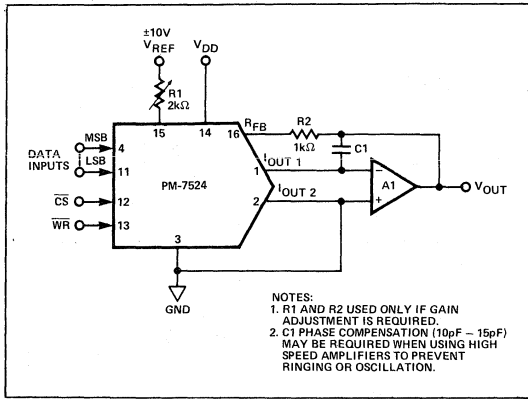 ±10V
VREF
VDD
R1
2kΩ
15
14
16
RFB
R2
1kΩ
C1
MSB
4
DATA
INPUTS
LSB
11
IOUT 1
1
PM-7524
IOUT 2
2
A1
−
+
VOUT
CS
12
WR
13
3
GND
NOTES:
1. R1 AND R2 USED ONLY IF GAIN
ADJUSTMENT IS REQUIRED.
2. C1 PHASE COMPENSATION (10pF – 15pF)
MAY BE REQUIRED WHEN USING HIGH
SPEED AMPLIFIERS TO PREVENT
RINGING OR OSCILLATION.